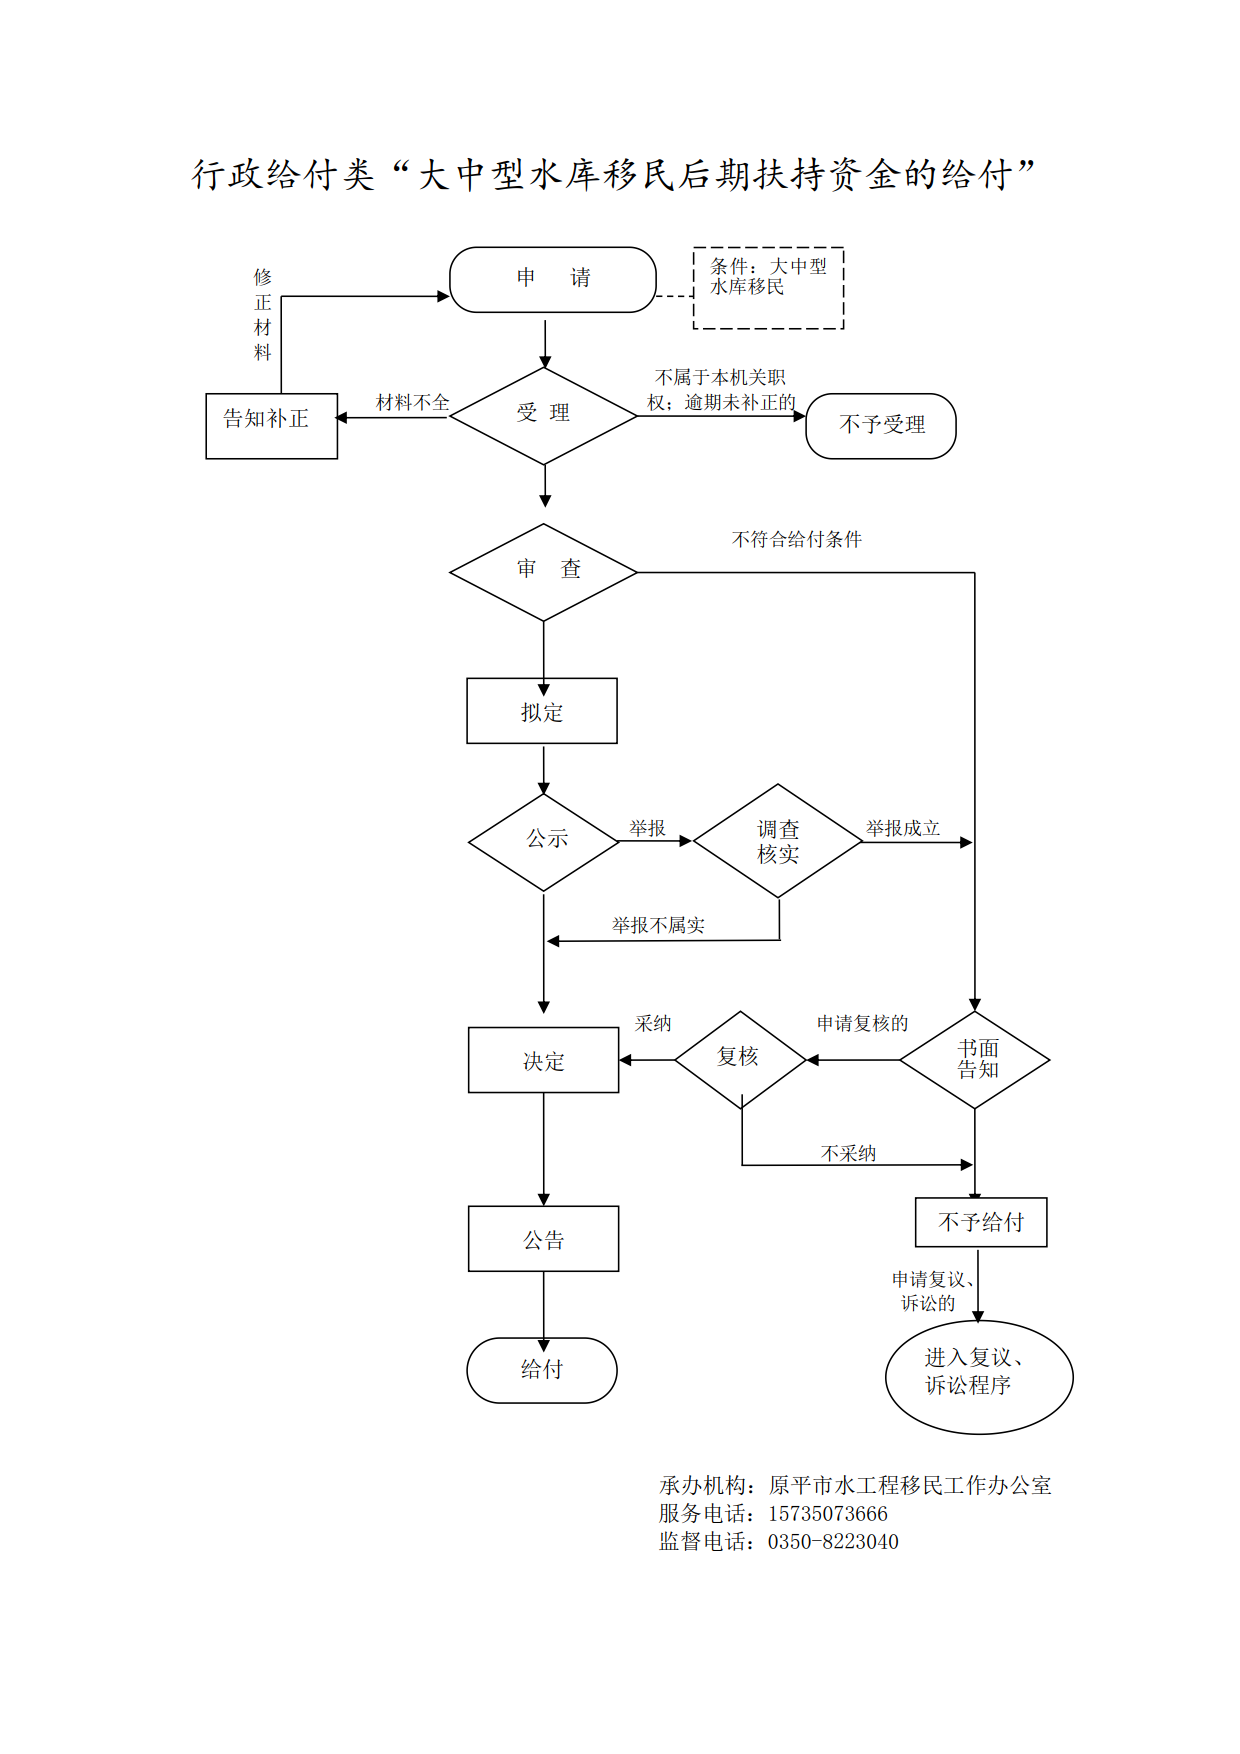 行政给付类“大中型水库移民后期扶持资金的给付”
申 请
条件：大中型
水库移民
修
正
材
料
不属于本机关职
权；逾期未补正的
材料不全
受 理
告知补正
不予受理
不符合给付条件
审 查
拟定
公示
举报
调查
核实
举报成立
举报不属实
采纳
申请复核的
决定
复核
书面
告知
不采纳
公告
不予给付
申请复议、
诉讼的
给付
进入复议、
诉讼程序
承办机构：原平市水工程移民工作办公室
服务电话：15735073666
监督电话：0350-8223040